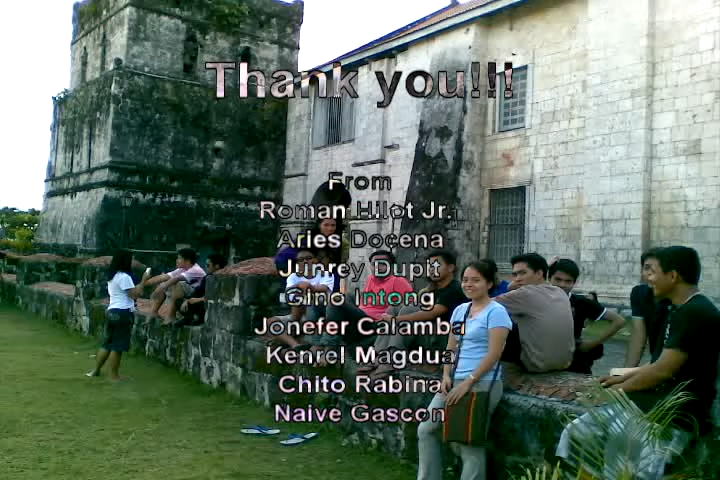 Thank you!!!
From
Roman Hilot Jr.
Aries Docena
Junrey Dupit
Gino Intong
Jonefer Calamba
Kenrel Magdua
Chito Rabina
Naive Gascon